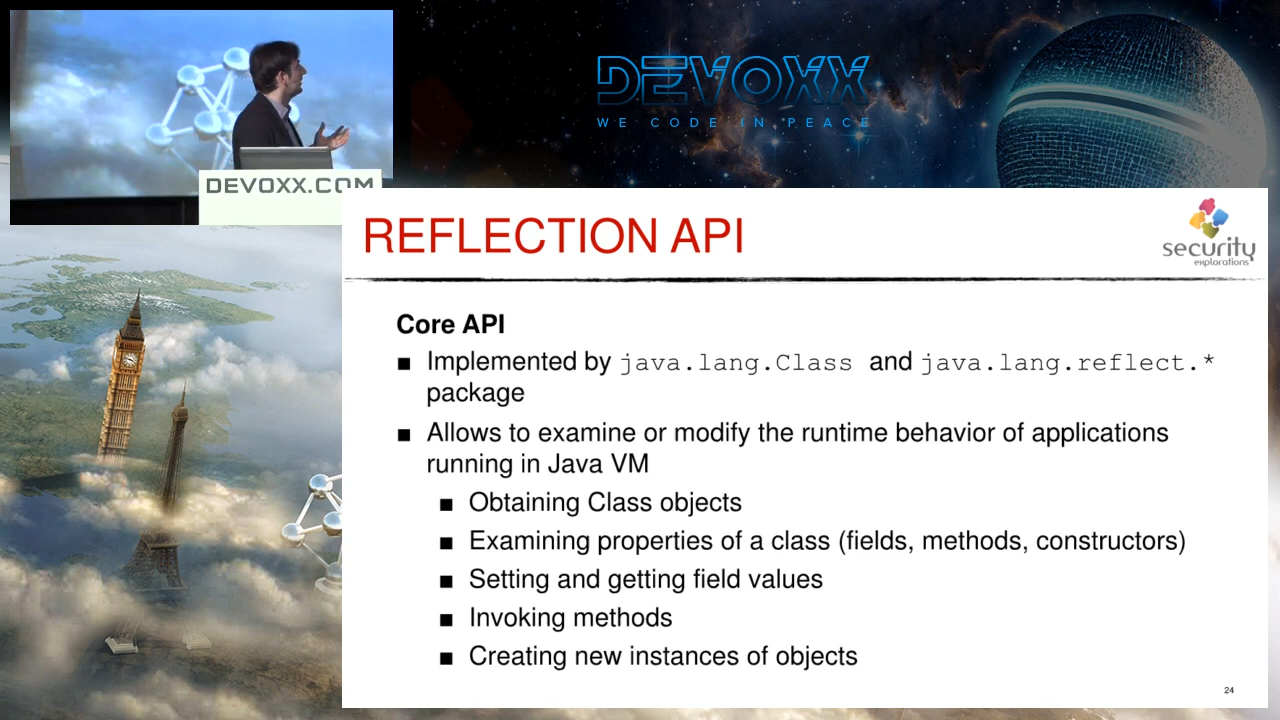 DEVOXX
WE CODE IN PEACE
DEVOXX.COM
REFLECTION API
security
explorations
Core API
■ Implemented by java.lang.Class and java.lang.reflect.*
package
■ Allows to examine or modify the runtime behavior of applications
running in Java VM
■ Obtaining Class objects
■ Examining properties of a class (fields, methods, constructors)
■ Setting and getting field values
■ Invoking methods
■ Creating new instances of objects
24